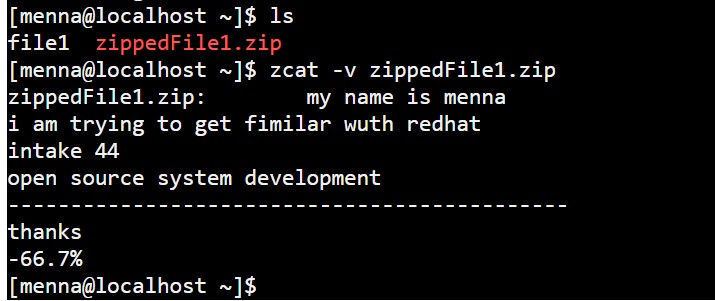 [menna@localhost ~]$ ls
file1  zippedFile1.zip
[menna@localhost ~]$ zcat -v zippedFile1.zip
zippedFile1.zip:        my name is menna
i am trying to get fimilar wuth redhat
intake 44
open source system development
---------------------------------------------
thanks
-66.7%
[menna@localhost ~]$